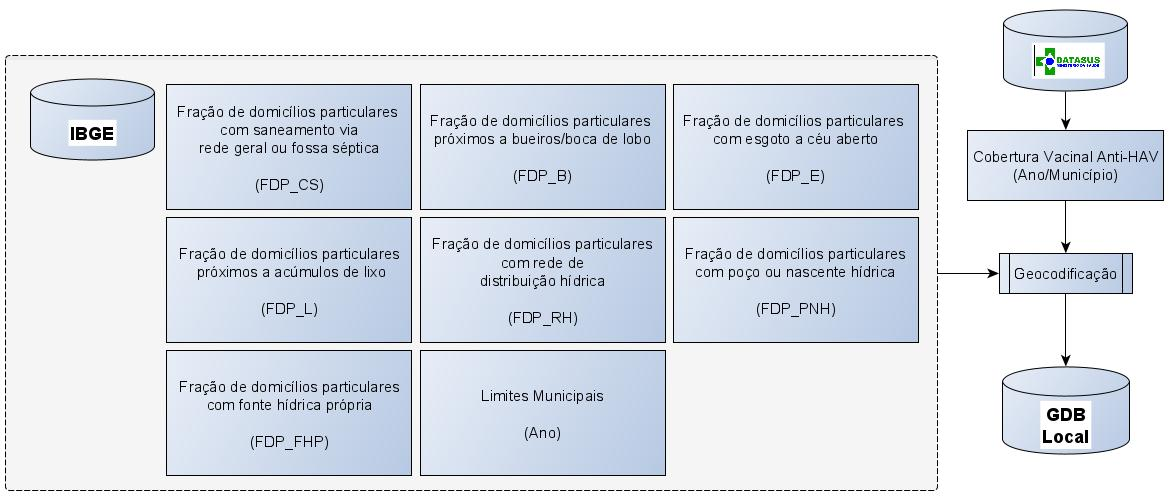 IBGE
Fração de domicílios particulares
com saneamento via
rede geral ou fossa séptica
(FDP_CS)
Fração de domicílios particulares
próximos a bueiros/boca de lobo
(FDP_B)
Fração de domicílios particulares
com esgoto a céu aberto
(FDP_E)
Fração de domicílios particulares
próximos a acúmulos de lixo
(FDP_L)
Fração de domicílios particulares
com rede de
distribuição hídrica
(FDP_RH)
Fração de domicílios particulares
com poço ou nascente hídrica
(FDP_PNH)
Fração de domicílios particulares
com fonte hídrica própria
(FDP_FHP)
Limites Municipais
(Ano)
DATASUS
MINISTÉRIO DA SAÚDE
Cobertura Vacinal Anti-HAV
(Ano/Município)
Geocodificação
GDB
Local